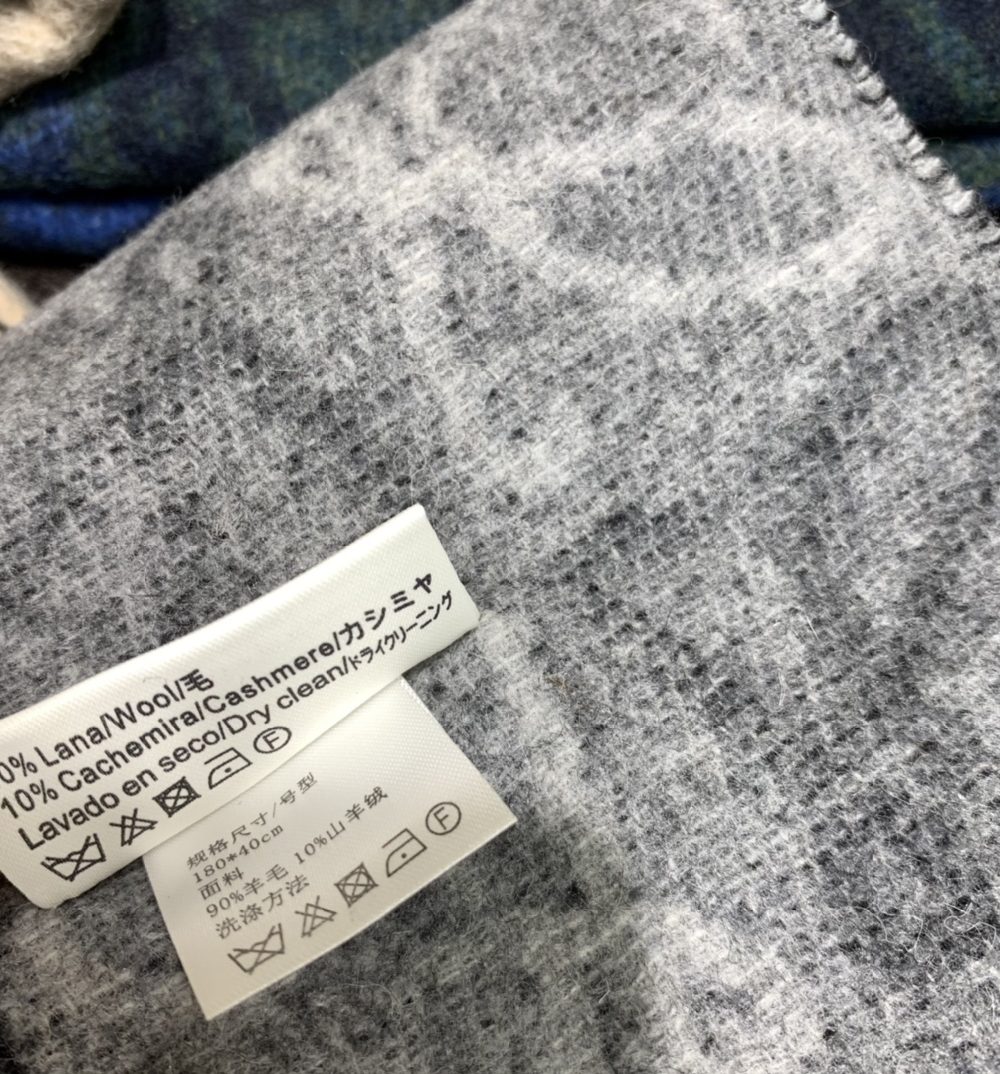 0% Lana/Wool/毛
10% Cachemira/Cashmere/カシミヤ
Lavado en seco/Dry clean/ドライクリーニング
F
规格尺寸/号型
180*40cm
面料
90%羊毛 10%山羊绒
洗涤方法
F